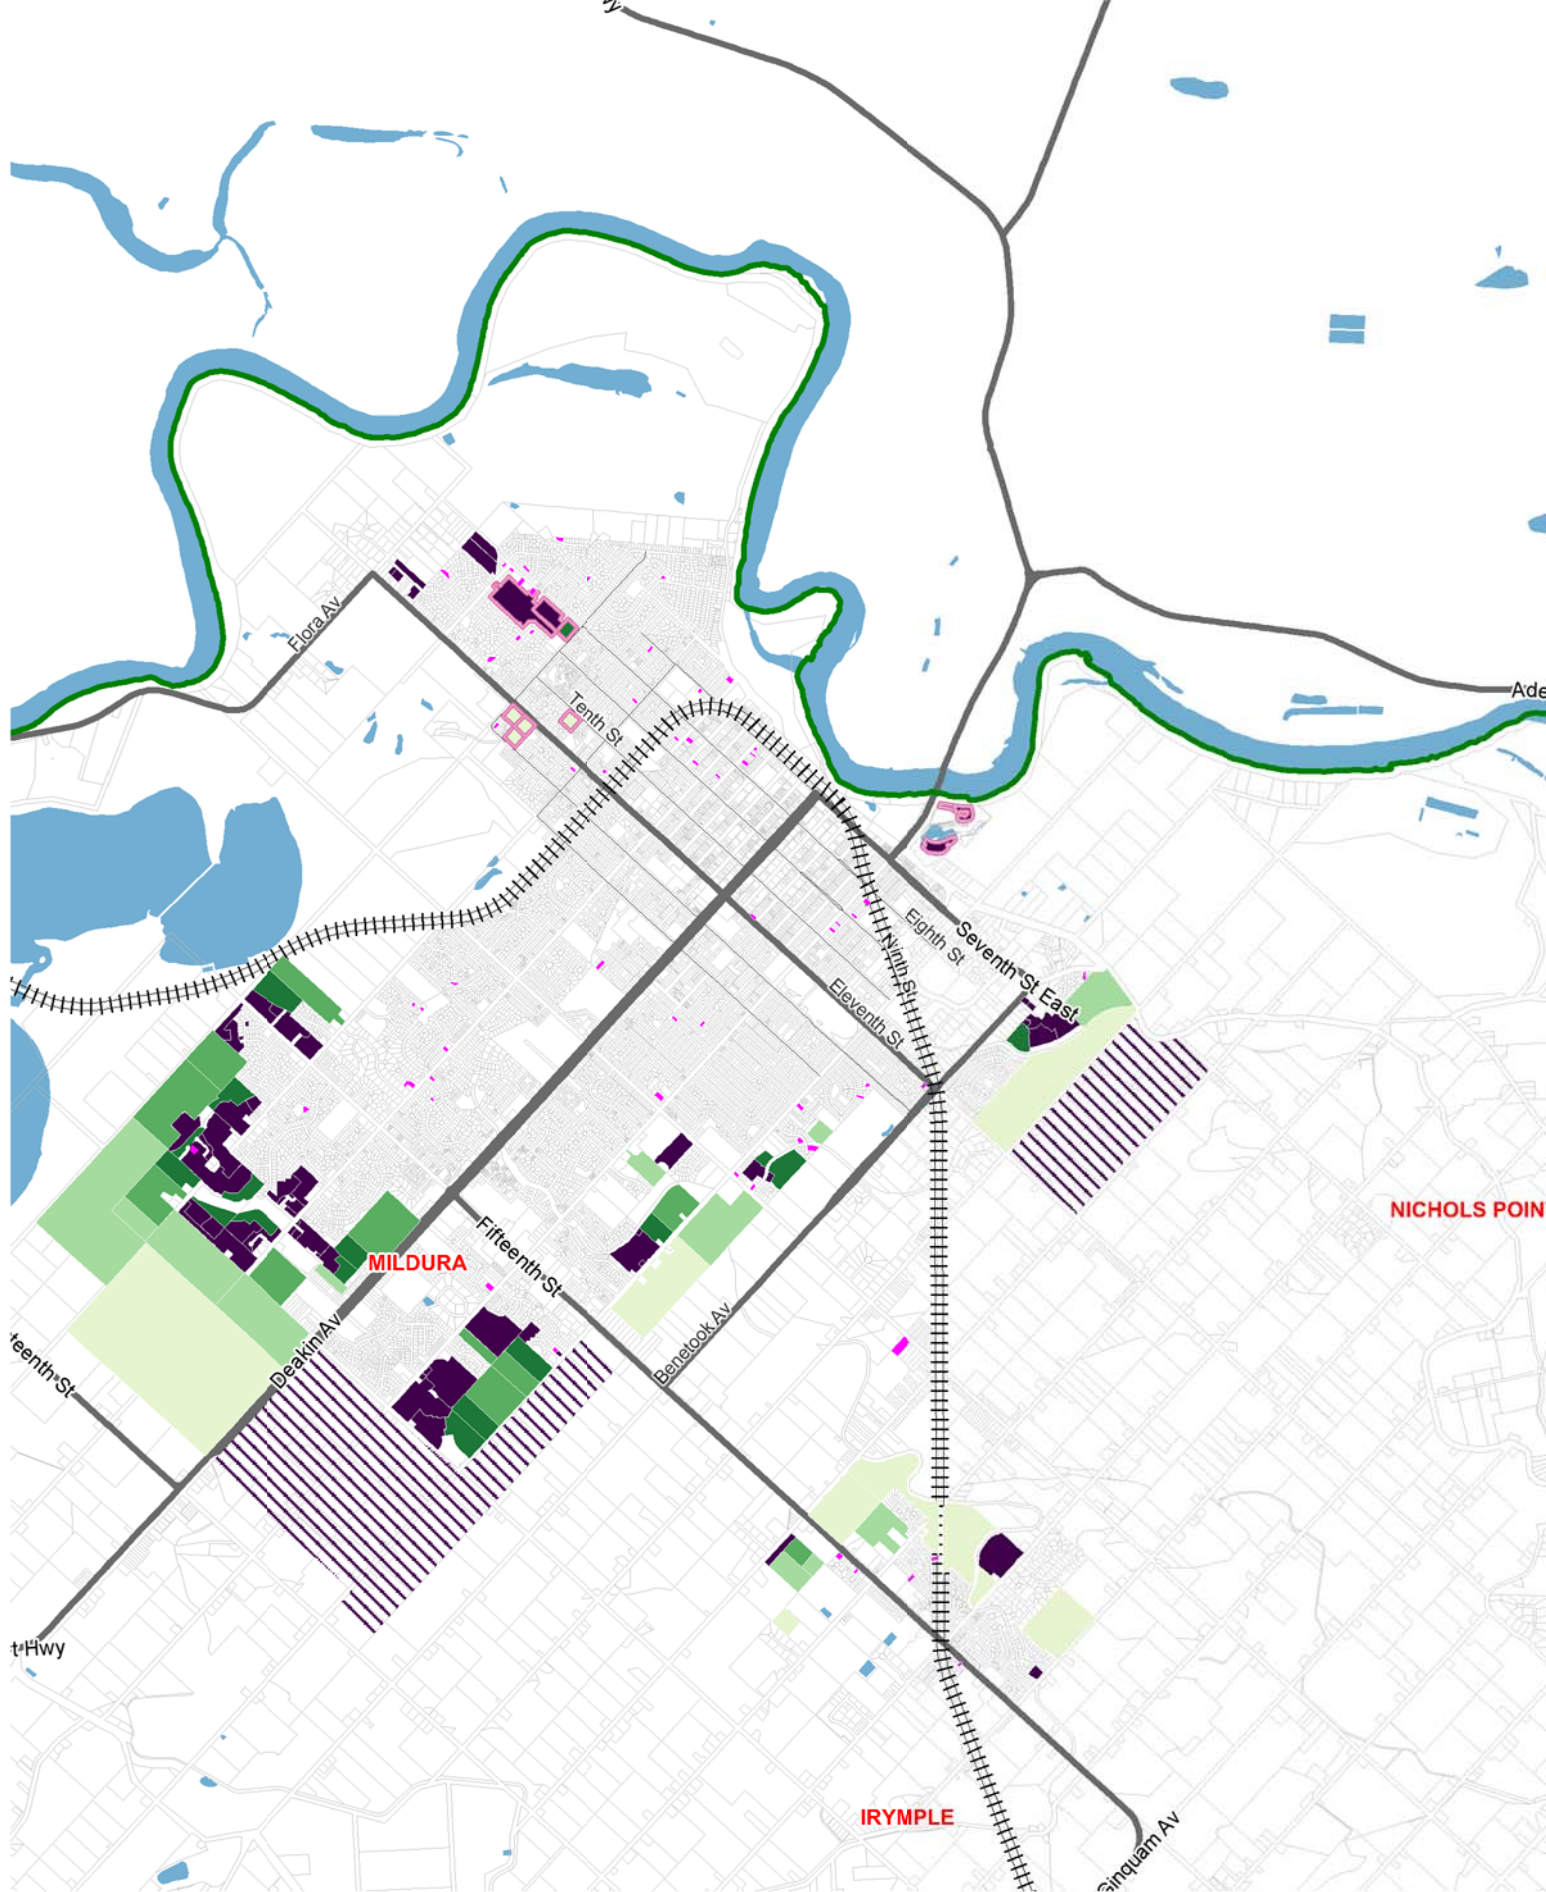 Flora Av
Tenth St
Ade
Eighth St
Seventh St East
Ninth St
Eleventh St
NICHOLS POIN
Fifteenth St
MILDURA
Deakin Av
Benetook Av
teenth St
t Hwy
IRYMPLE
Ginquam Av